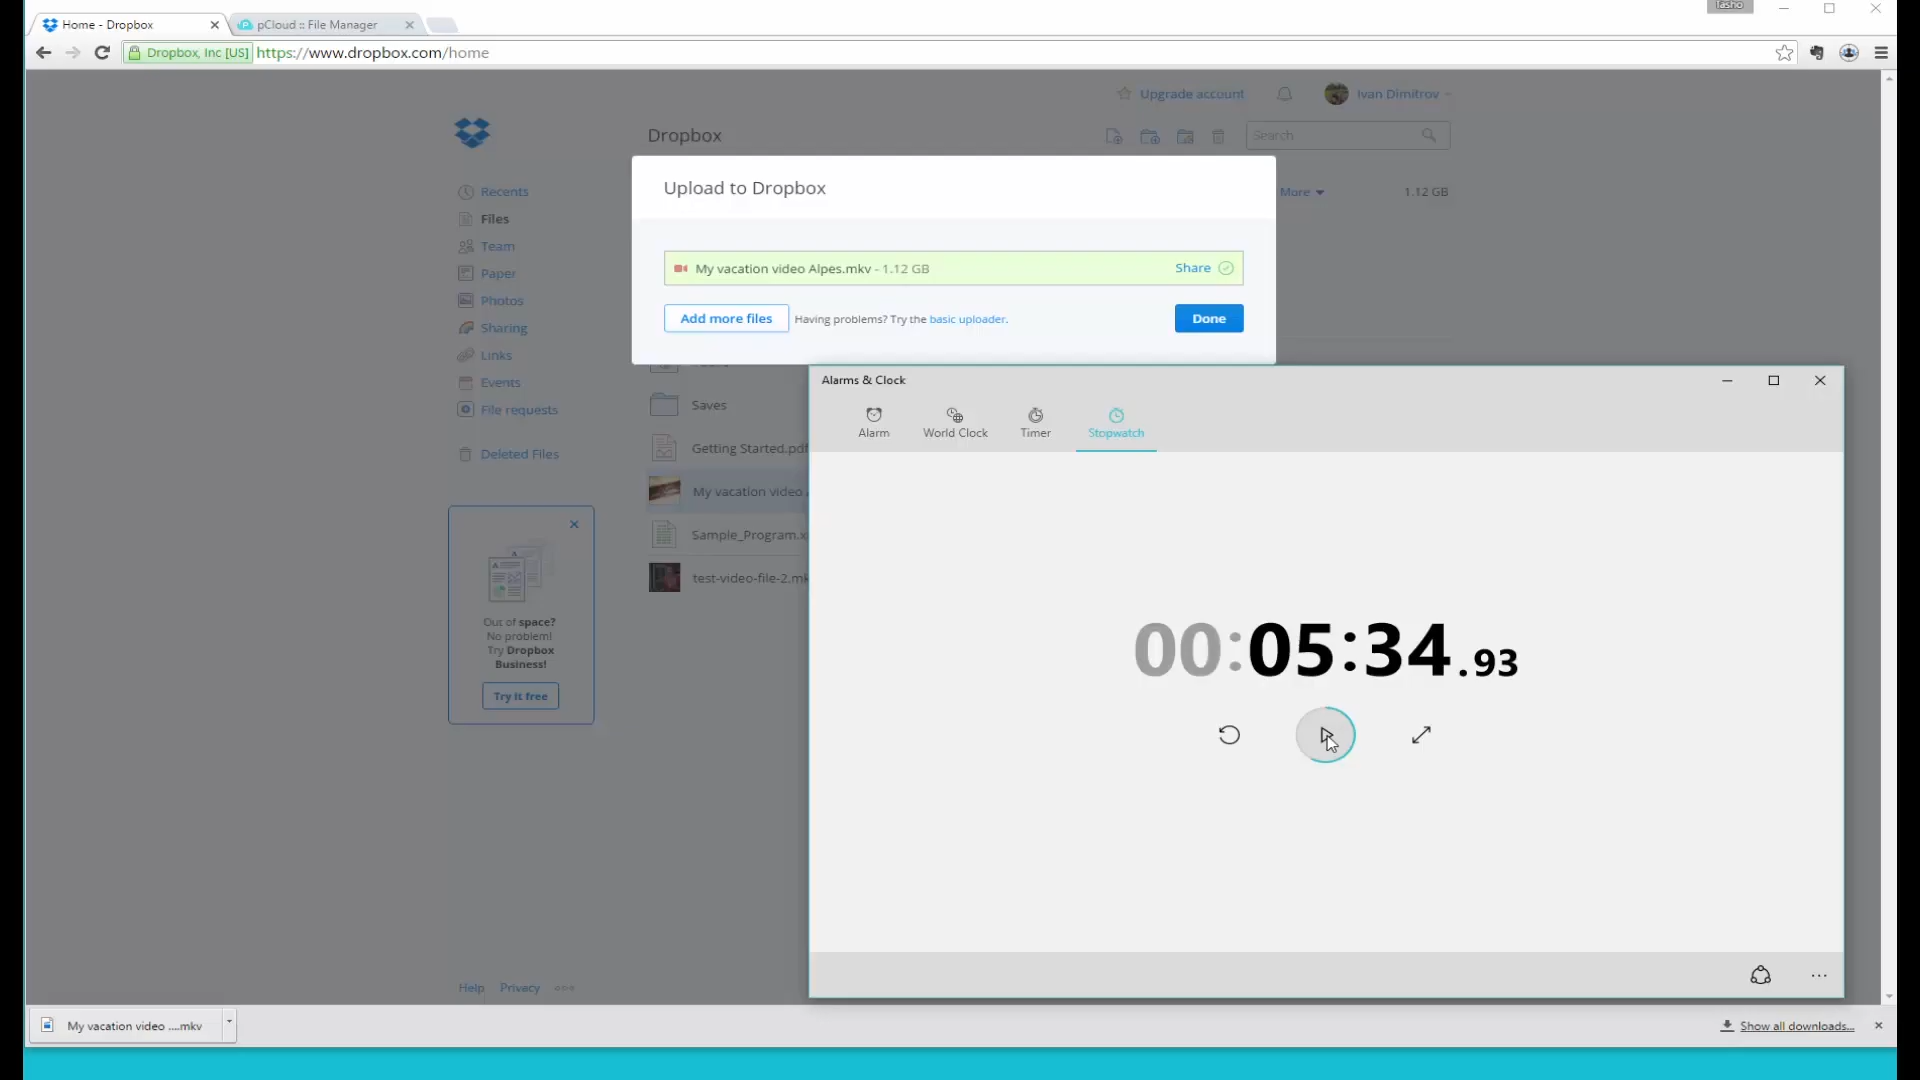 Tasho
Home - Dropbox
pCloud :: File Manager
Dropbox, Inc [US] https://www.dropbox.com/home
Upgrade account
Ivan Dimitrov
Dropbox
Search
Upload to Dropbox
Recents
More
1.12 GB
Files
Team
Paper
Photos
Sharing
Links
Events
File requests
Deleted Files
My vacation video Alpes.mkv - 1.12 GB
Share
Add more files
Having problems? Try the basic uploader.
Done
Saves
Getting Started.pdf
My vacation video
Sample_Program.x
test-video-file-2.mk
Out of space?
No problem!
Try Dropbox
Business!
Try it free
Help
Privacy
Alarms & Clock
Alarm
World Clock
Timer
Stopwatch
00:05:34.93
My vacation video ....mkv
Show all downloads...